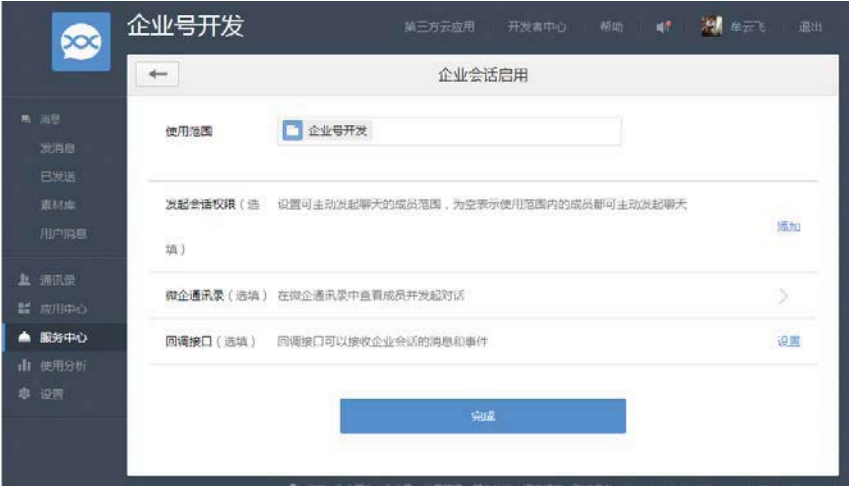 企业号开发
第三方云应用 开发者中心 帮助 牟云飞 退出
企业会话启用
消息
发消息
已发送
素材库
用户消息
通讯录
应用中心
服务中心
使用分析
设置
使用范围 企业号开发
发起会话权限（选填） 设置可主动发起聊天的成员范围，为空表示使用范围内的成员都可主动发起聊天 添加
微企通讯录（选填） 在微企通讯录中查看成员并发起对话
回调接口（选填） 回调接口可以接收企业会话的消息和事件 设置
完成